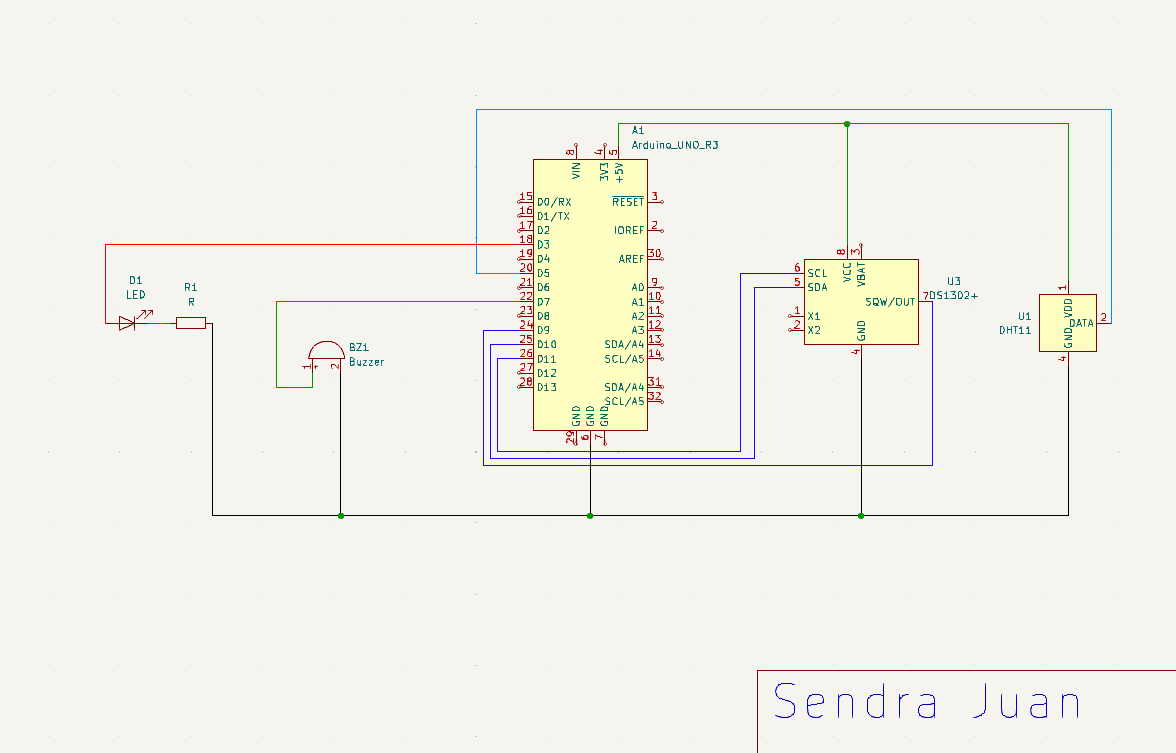 A1
Arduino_UNO_R3
8
4
5
VIN
3V3
+5V
15 D0/RX
16 D1/TX
17 D2
18 D3
19 D4
20 D5
21 D6
22 D7
23 D8
24 D9
25 D10
26 D11
27 D12
28 D13
RESET 3
IOREF 2
AREF 30
A0 9
A1 10
A2 11
A3 12
SDA/A4 13
SCL/A5 14
SDA/A4 31
SCL/A5 32
GND
GND
GND
29
6
7
D1
LED
R1
R
BZ1
Buzzer
1
+
2
U3
DS1302+
8
3
VCC
VBAT
6 SCL
5 SDA
SQW/OUT 7
1 X1
2 X2
GND
4
U1
DHT11
1
VDD
DATA 2
GND
4
Sendra Juan